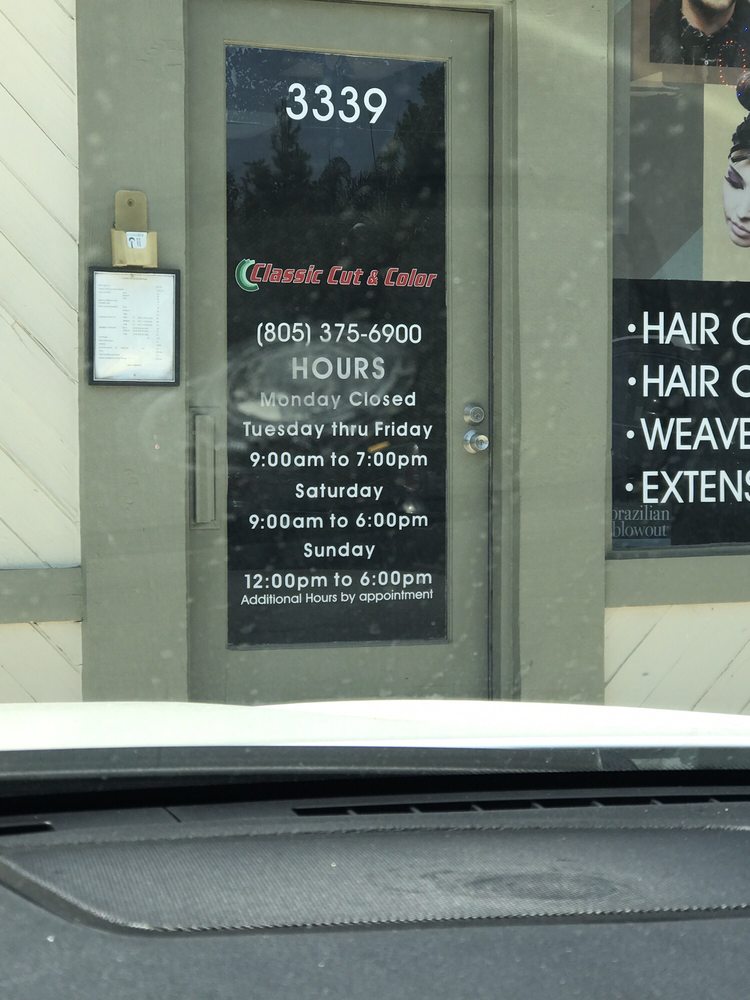 3339
Classic Cut & Color
(805) 375-6900
HOURS
Monday Closed
Tuesday thru Friday
9:00am to 7:00pm
Saturday
9:00am to 6:00pm
Sunday
12:00pm to 6:00pm
Additional Hours by appointment
• HAIR C
• HAIR C
• WEAVE
• EXTENS
brazilian
blowout